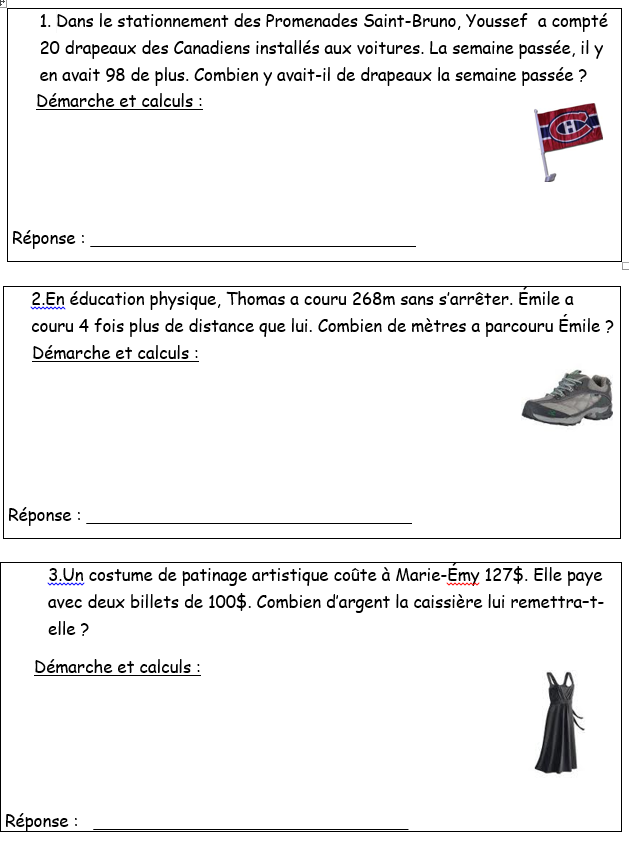 1. Dans le stationnement des Promenades Saint-Bruno, Youssef a compté
20 drapeaux des Canadiens installés aux voitures. La semaine passée, il y
en avait 98 de plus. Combien y avait-il de drapeaux la semaine passée ?
Démarche et calculs :
Réponse : ___________________________________
2.En éducation physique, Thomas a couru 268m sans s'arrêter. Émile a
couru 4 fois plus de distance que lui. Combien de mètres a parcouru Émile ?
Démarche et calculs :
Réponse : ___________________________________
3.Un costume de patinage artistique coûte à Marie-Émy 127$. Elle paye
avec deux billets de 100$. Combien d'argent la caissière lui remettra-t-
elle ?
Démarche et calculs :
Réponse : ___________________________________